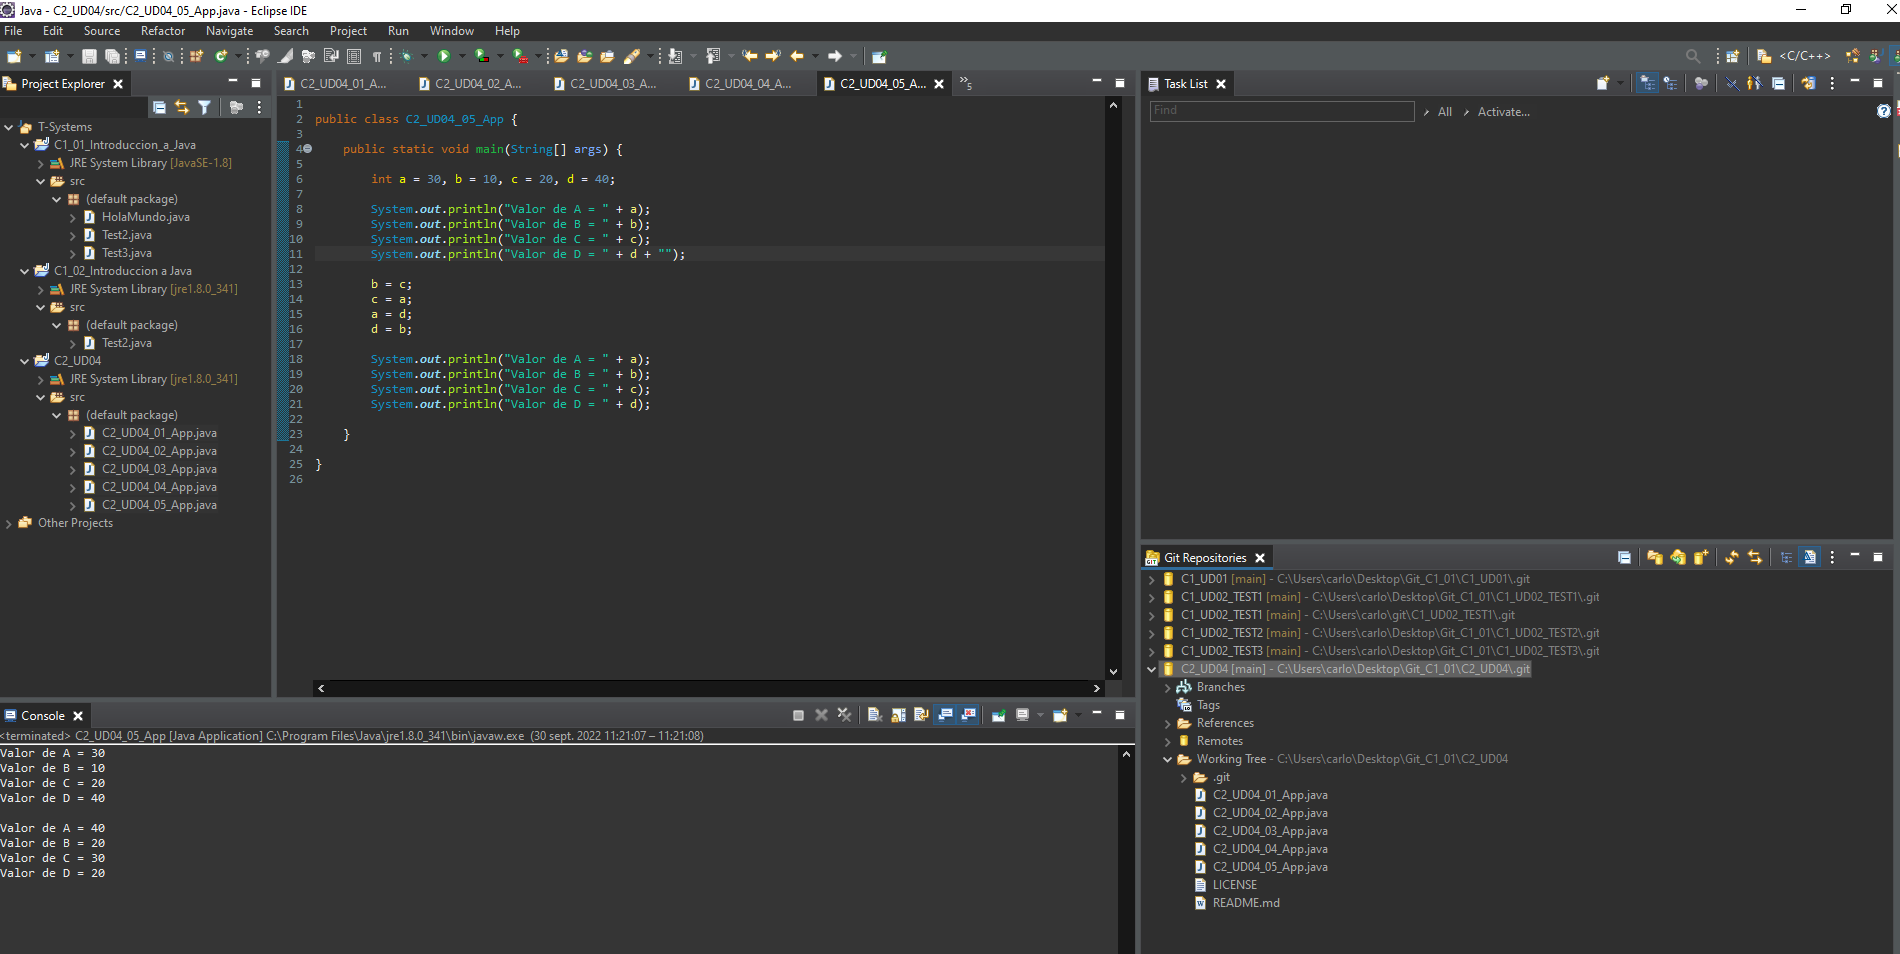 Java - C2_UD04/src/C2_UD04_05_App.java - Eclipse IDE
File Edit Source Refactor Navigate Search Project Run Window Help
<C/C++>
Project Explorer
T-Systems
C1_01_Introduccion_a_Java
JRE System Library [JavaSE-1.8]
src
(default package)
HolaMundo.java
Test2.java
Test3.java
C1_02_Introduccion a Java
JRE System Library [jre1.8.0_341]
src
(default package)
Test2.java
C2_UD04
JRE System Library [jre1.8.0_341]
src
(default package)
C2_UD04_01_App.java
C2_UD04_02_App.java
C2_UD04_03_App.java
C2_UD04_04_App.java
C2_UD04_05_App.java
Other Projects
C2_UD04_01_A... C2_UD04_02_A... C2_UD04_03_A... C2_UD04_04_A... C2_UD04_05_A... »5
1
2 public class C2_UD04_05_App {
3
4 public static void main(String[] args) {
5
6 int a = 30, b = 10, c = 20, d = 40;
7
8 System.out.println("Valor de A = " + a);
9 System.out.println("Valor de B = " + b);
10 System.out.println("Valor de C = " + c);
11 System.out.println("Valor de D = " + d + "");
12
13 b = c;
14 c = a;
15 a = d;
16 d = b;
17
18 System.out.println("Valor de A = " + a);
19 System.out.println("Valor de B = " + b);
20 System.out.println("Valor de C = " + c);
21 System.out.println("Valor de D = " + d);
22
23 }
24
25 }
26
Console
<terminated> C2_UD04_05_App [Java Application] C:\Program Files\Java\jre1.8.0_341\bin\javaw.exe (30 sept. 2022 11:21:07 – 11:21:08)
Valor de A = 30
Valor de B = 10
Valor de C = 20
Valor de D = 40
Valor de A = 40
Valor de B = 20
Valor de C = 30
Valor de D = 20
Task List
Find All Activate...
Git Repositories
C1_UD01 [main] - C:\Users\carlo\Desktop\Git_C1_01\C1_UD01\.git
C1_UD02_TEST1 [main] - C:\Users\carlo\Desktop\Git_C1_01\C1_UD02_TEST1\.git
C1_UD02_TEST1 [main] - C:\Users\carlo\git\C1_UD02_TEST1\.git
C1_UD02_TEST2 [main] - C:\Users\carlo\Desktop\Git_C1_01\C1_UD02_TEST2\.git
C1_UD02_TEST3 [main] - C:\Users\carlo\Desktop\Git_C1_01\C1_UD02_TEST3\.git
C2_UD04 [main] - C:\Users\carlo\Desktop\Git_C1_01\C2_UD04\.git
Branches
Tags
References
Remotes
Working Tree - C:\Users\carlo\Desktop\Git_C1_01\C2_UD04
.git
C2_UD04_01_App.java
C2_UD04_02_App.java
C2_UD04_03_App.java
C2_UD04_04_App.java
C2_UD04_05_App.java
LICENSE
README.md